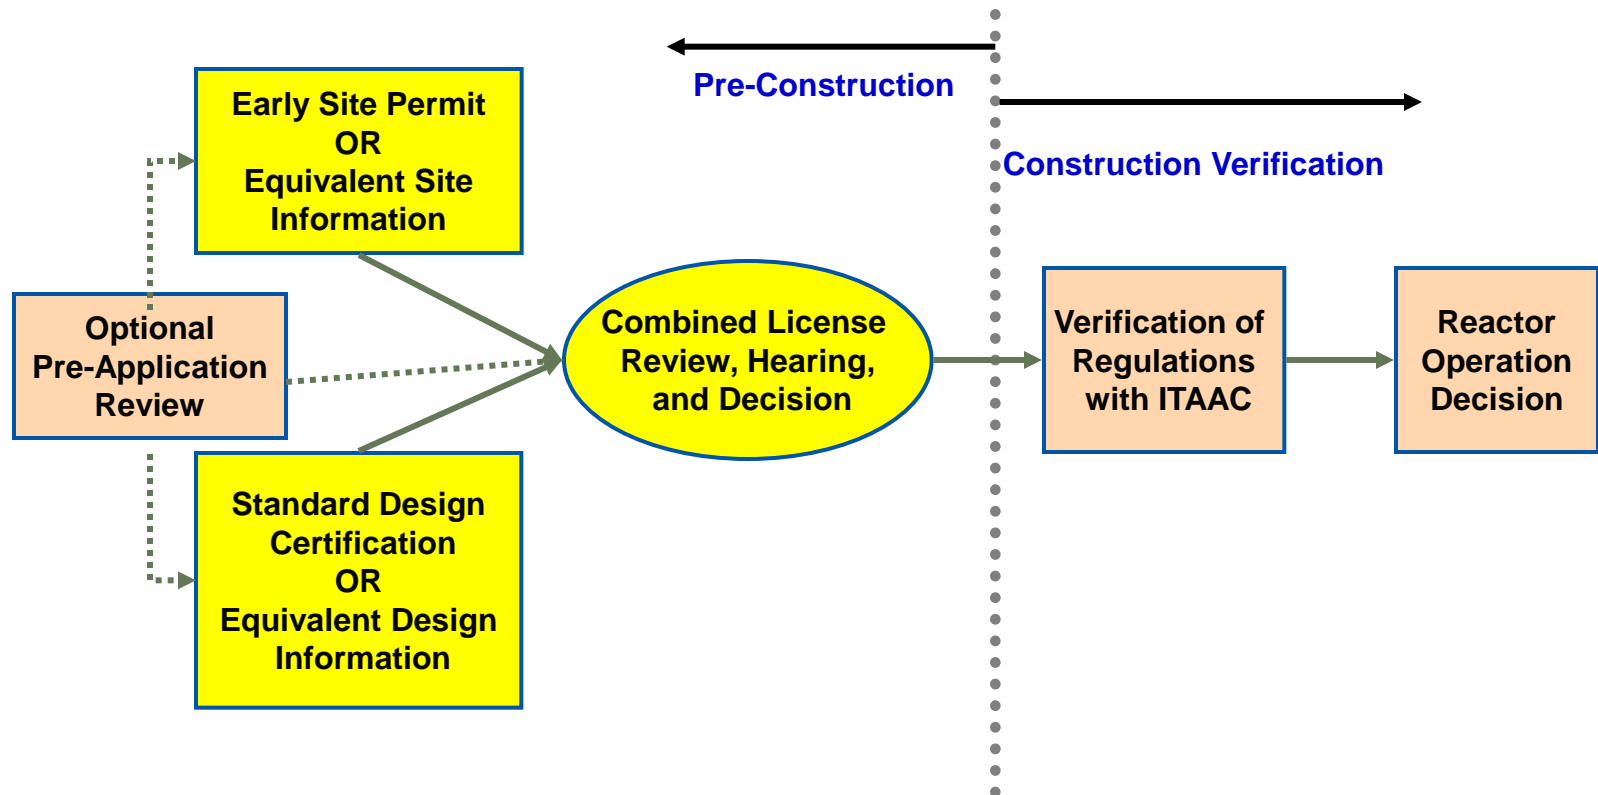 Pre-Construction
Construction Verification
Early Site Permit
OR
Equivalent Site
Information
Optional
Pre-Application
Review
Standard Design
Certification
OR
Equivalent Design
Information
Combined License
Review, Hearing,
and Decision
Verification of
Regulations
with ITAAC
Reactor
Operation
Decision